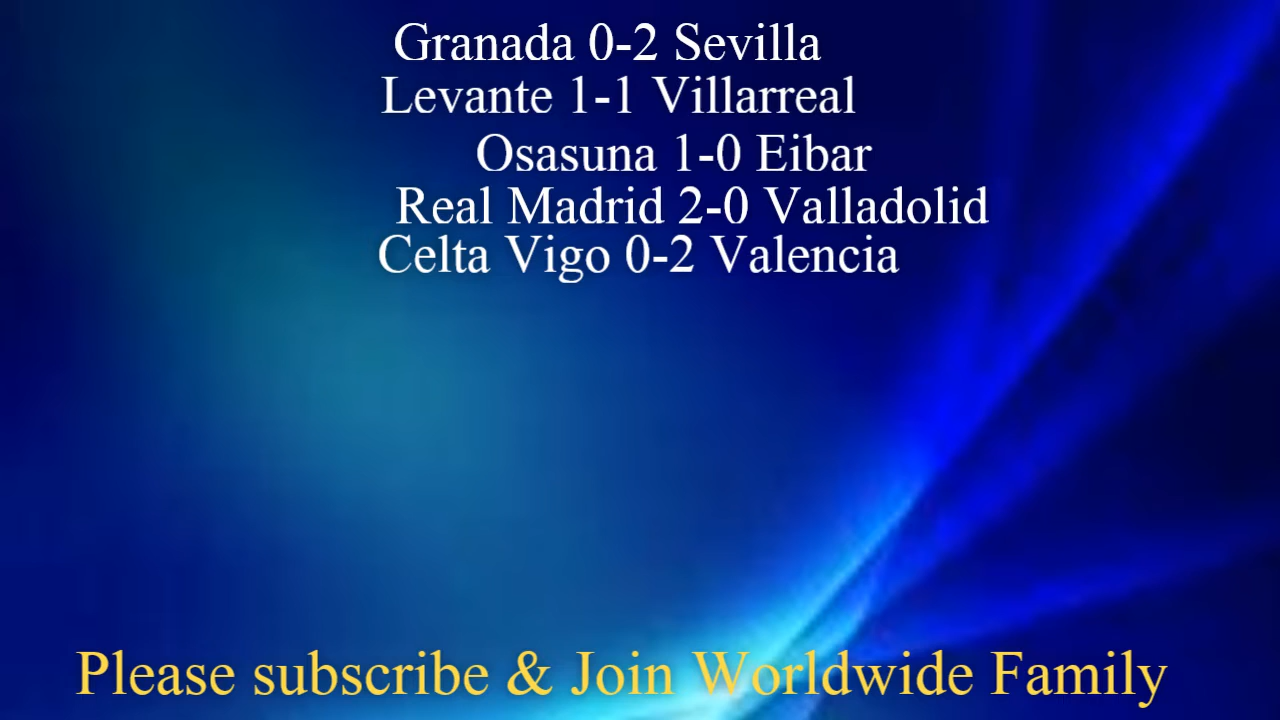 Granada 0-2 Sevilla
Levante 1-1 Villarreal
Osasuna 1-0 Eibar
Real Madrid 2-0 Valladolid
Celta Vigo 0-2 Valencia
Please subscribe & Join Worldwide Family